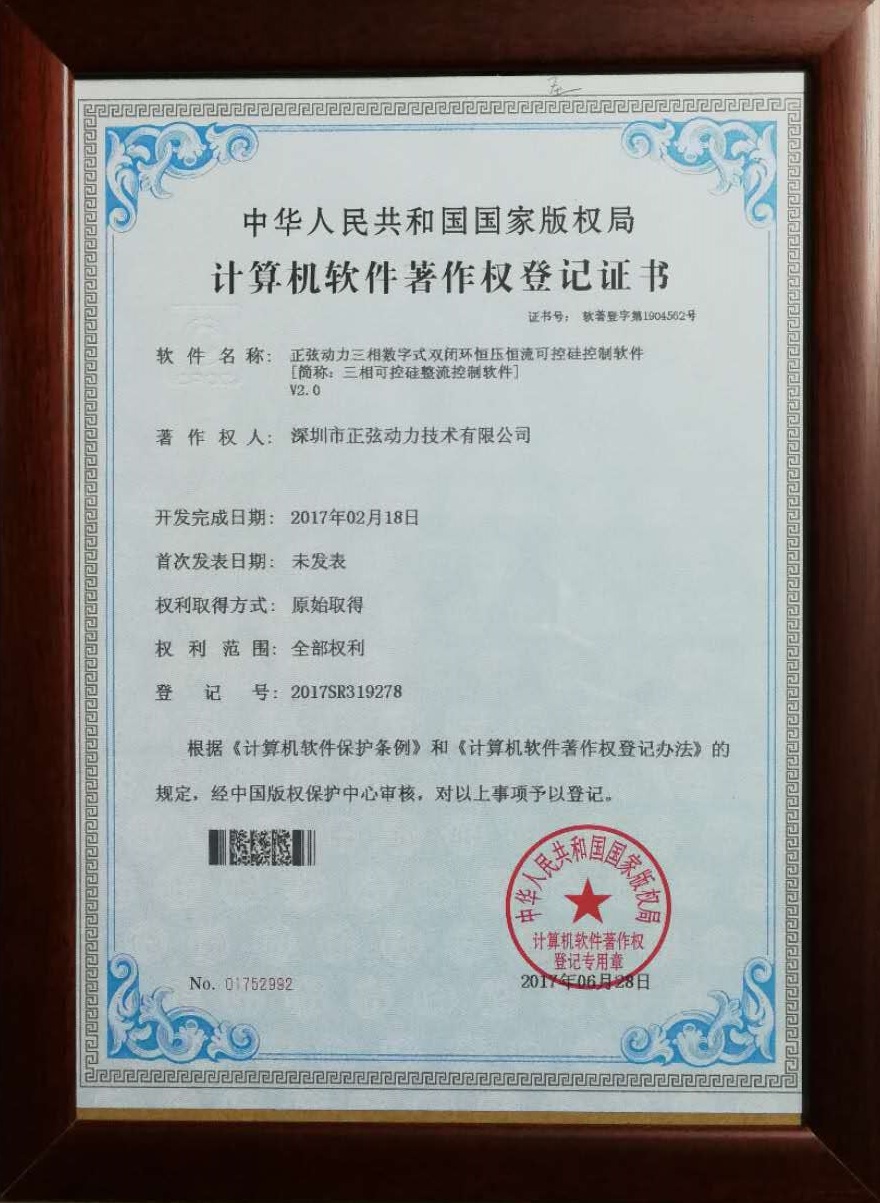 中华人民共和国国家版权局
计算机软件著作权登记证书
证书号： 软著登字第1904562号
软件名称： 正弦动力三相数字式双闭环恒压恒流可控硅控制软件
[简称：三相可控硅整流控制软件]
V2.0
著作权人： 深圳市正弦动力技术有限公司
开发完成日期： 2017年02月18日
首次发表日期： 未发表
权利取得方式： 原始取得
权利范围： 全部权利
登记号： 2017SR319278
根据《计算机软件保护条例》和《计算机软件著作权登记办法》的
规定，经中国版权保护中心审核，对以上事项予以登记。
中华人民共和国国家版权局
计算机软件著作权
登记专用章
No. 01752992
2017年06月28日